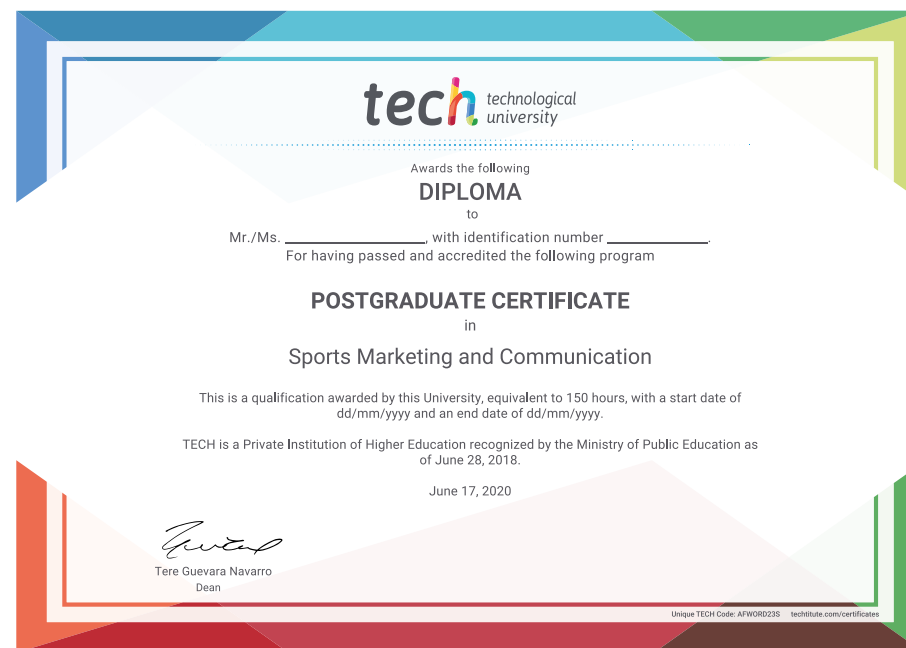 tech technological
university
Awards the following
DIPLOMA
to
Mr./Ms. ____________________, with identification number ______________.
For having passed and accredited the following program
POSTGRADUATE CERTIFICATE
in
Sports Marketing and Communication
This is a qualification awarded by this University, equivalent to 150 hours, with a start date of
dd/mm/yyyy and an end date of dd/mm/yyyy.
TECH is a Private Institution of Higher Education recognized by the Ministry of Public Education as
of June 28, 2018.
June 17, 2020
Tere Guevara Navarro
Dean
Unique TECH Code: AFWORD23S techtitute.com/certificates